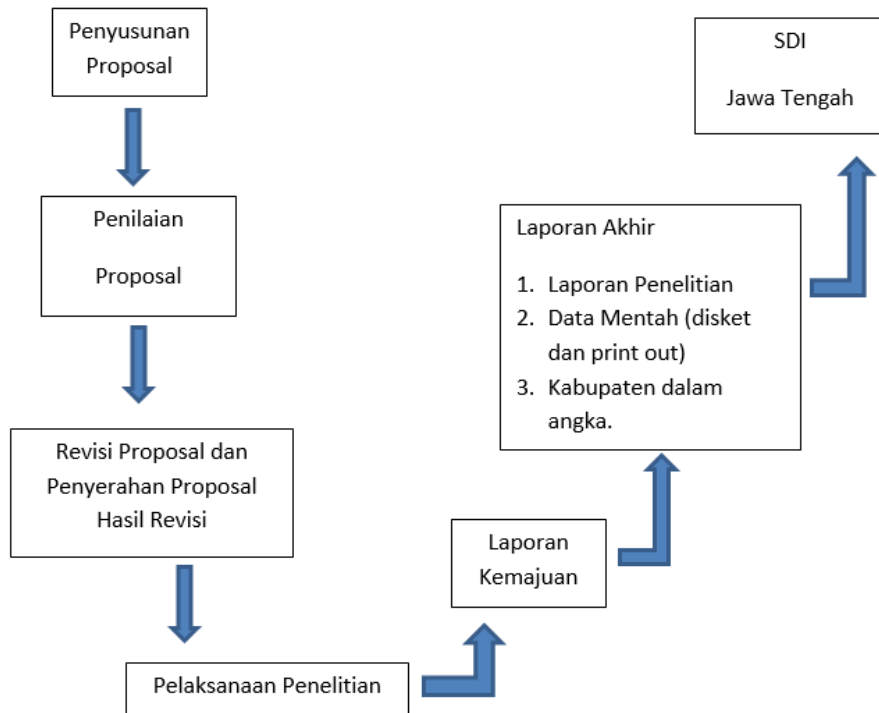 Penyusunan
Proposal
Penilaian
Proposal
Revisi Proposal dan
Penyerahan Proposal
Hasil Revisi
Pelaksanaan Penelitian
Laporan
Kemajuan
Laporan Akhir
1. Laporan Penelitian
2. Data Mentah (disket
dan print out)
3. Kabupaten dalam
angka.
SDI
Jawa Tengah